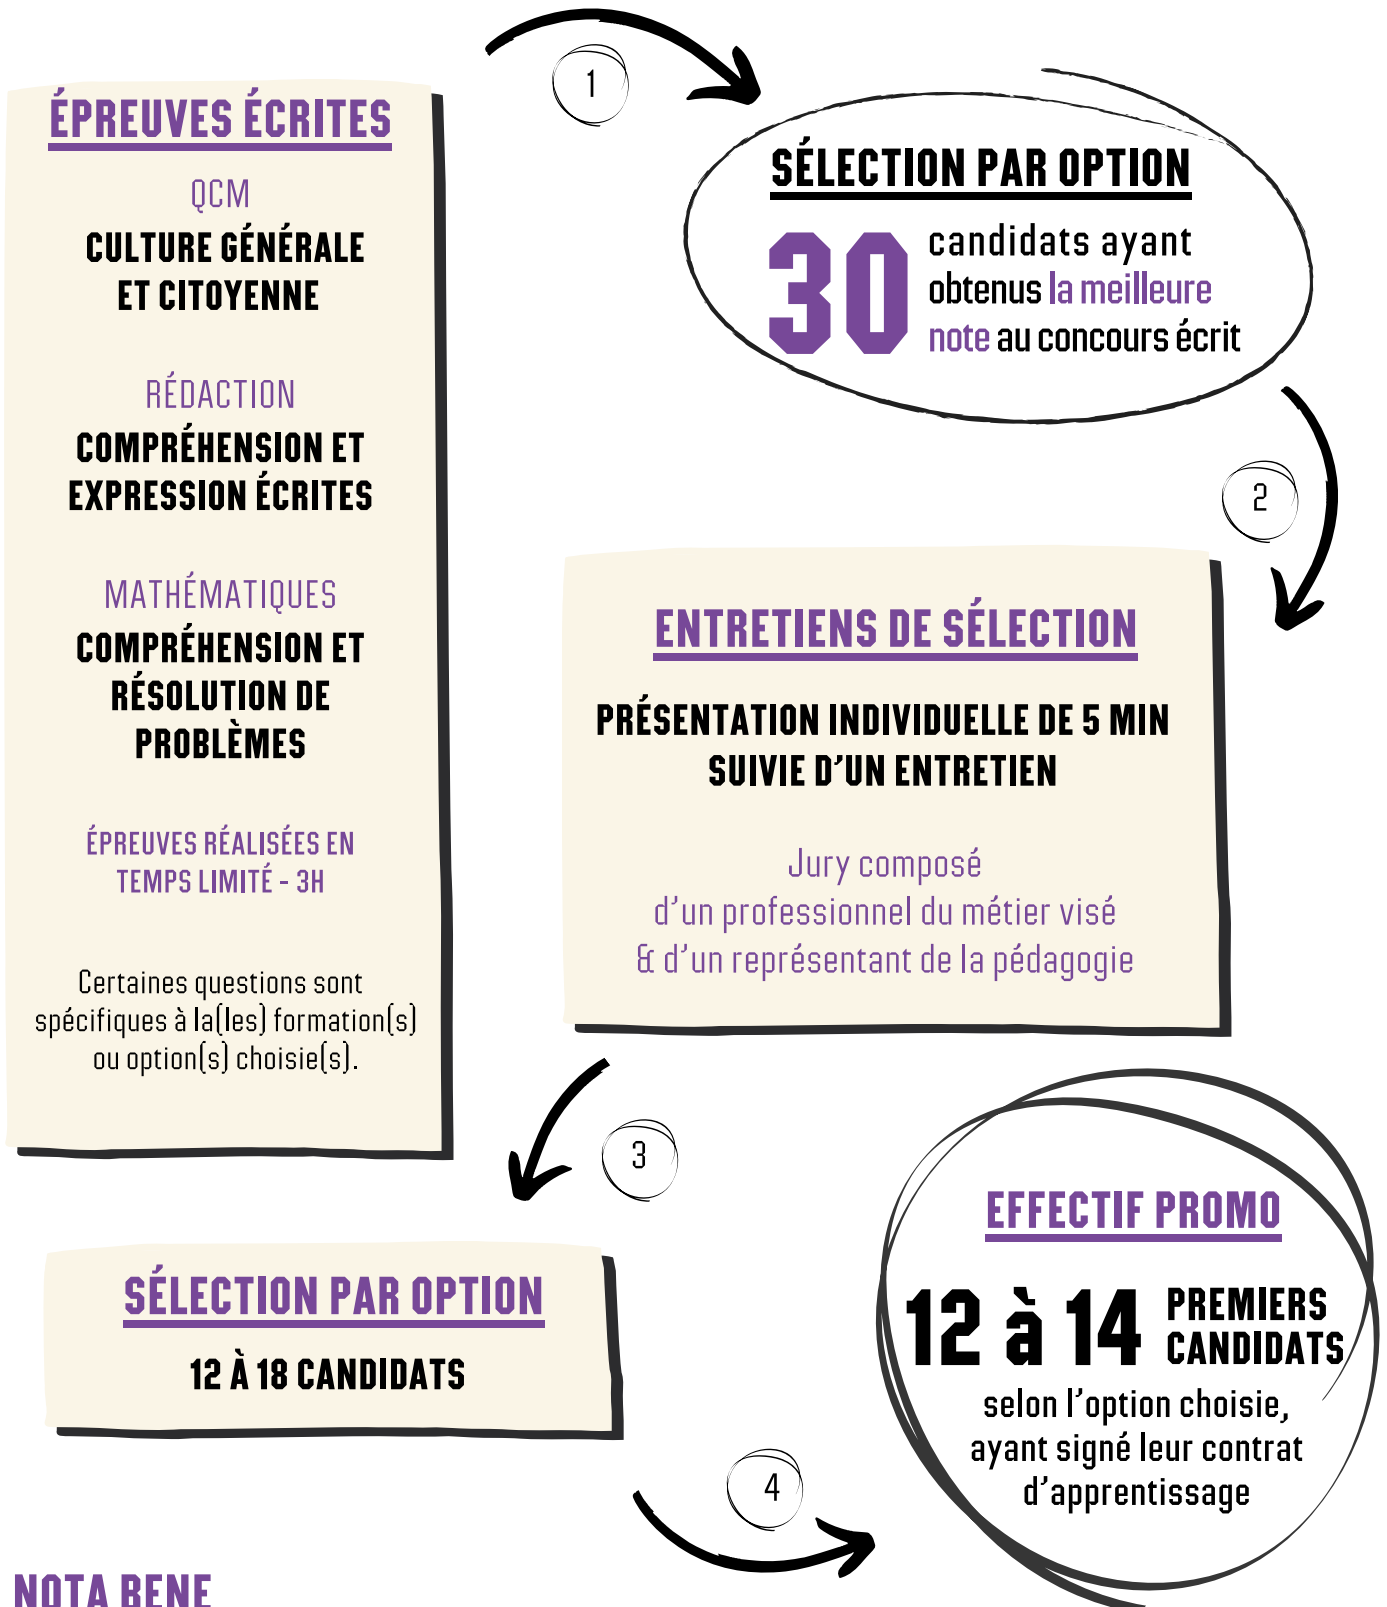 ÉPREUVES ÉCRITES
QCM
CULTURE GÉNÉRALE
ET CITOYENNE
RÉDACTION
COMPRÉHENSION ET
EXPRESSION ÉCRITES
MATHÉMATIQUES
COMPRÉHENSION ET
RÉSOLUTION DE
PROBLÈMES
ÉPREUVES RÉALISÉES EN
TEMPS LIMITÉ - 3H
Certaines questions sont
spécifiques à la(les) formation(s)
ou option(s) choisie(s).
1
SÉLECTION PAR OPTION
30
candidats ayant
obtenus la meilleure
note au concours écrit
2
ENTRETIENS DE SÉLECTION
PRÉSENTATION INDIVIDUELLE DE 5 MIN
SUIVIE D'UN ENTRETIEN
Jury composé
d'un professionnel du métier visé
& d'un représentant de la pédagogie
3
SÉLECTION PAR OPTION
12 À 18 CANDIDATS
4
EFFECTIF PROMO
12 à 14 PREMIERS
CANDIDATS
selon l'option choisie,
ayant signé leur contrat
d'apprentissage
NOTA BENE